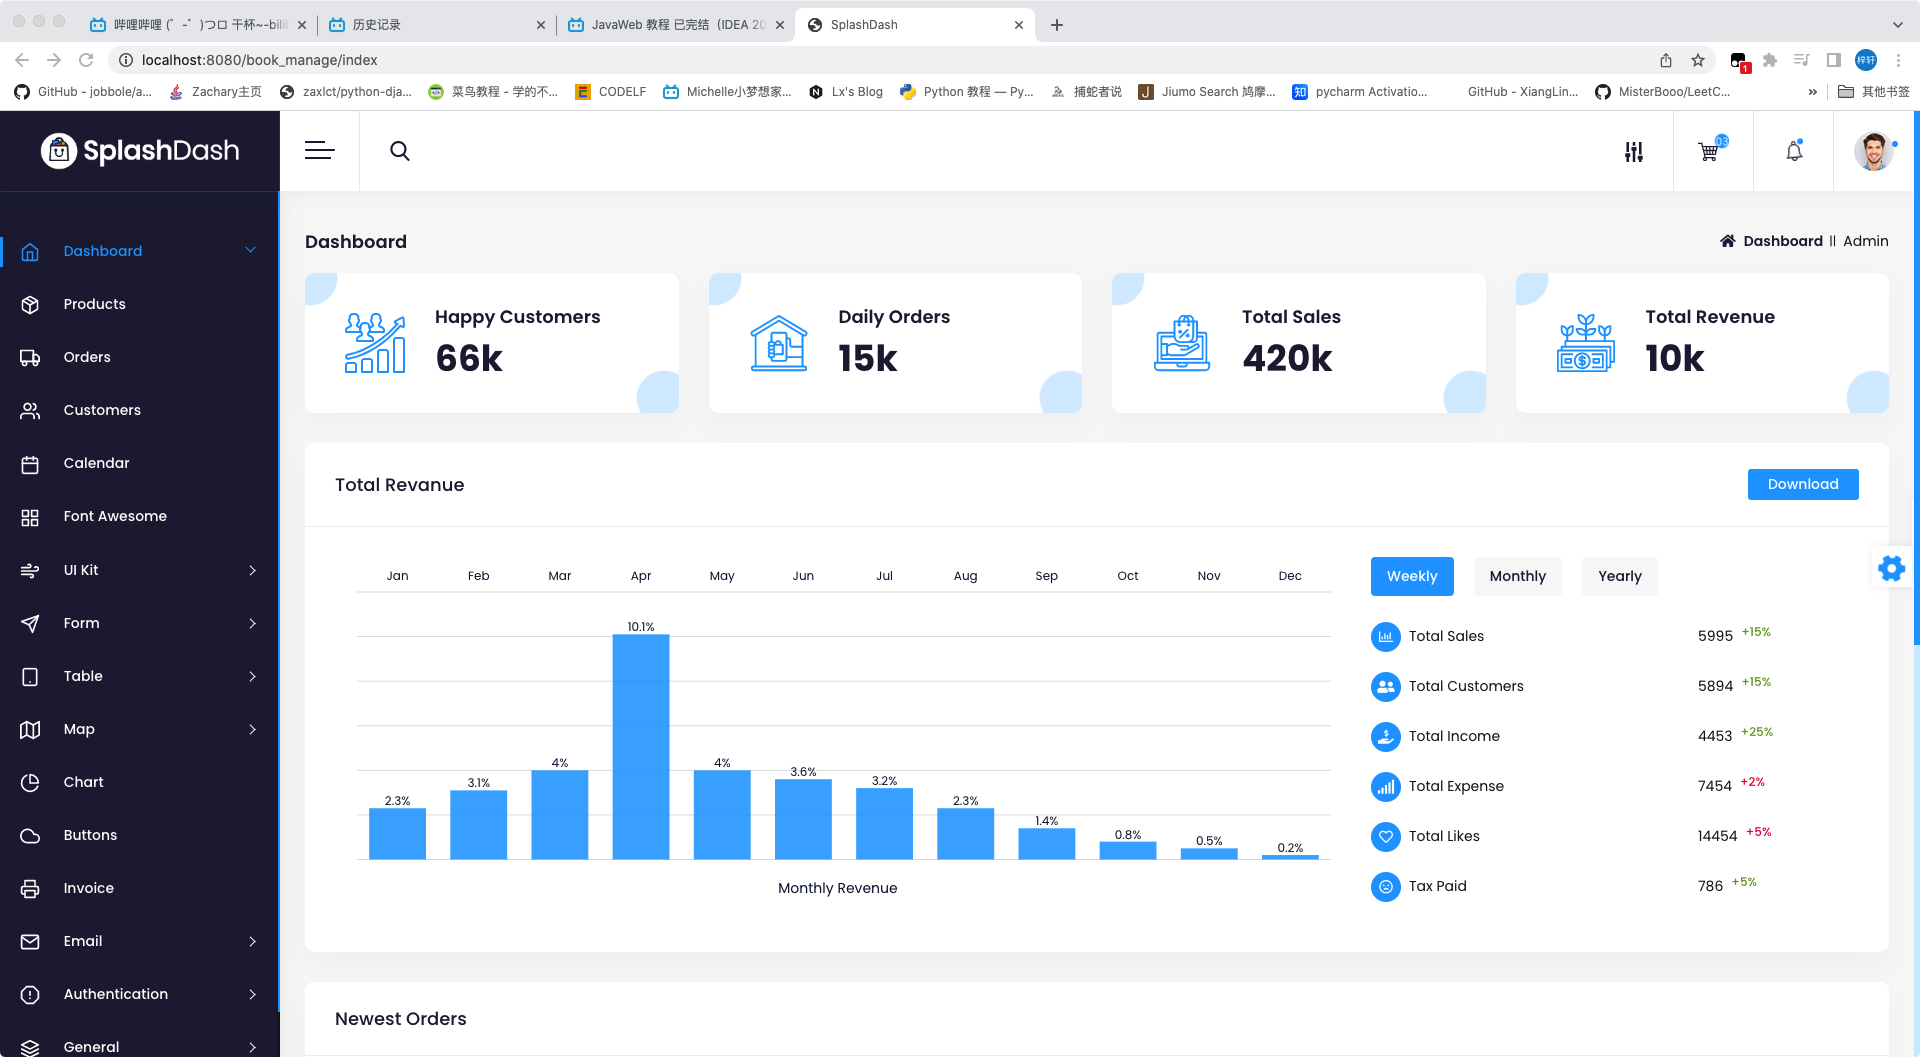 哔哩哔哩 (゜-゜)つロ 干杯~-bili
历史记录
JavaWeb 教程 已完结（IDEA 20
SplashDash
localhost:8080/book_manage/index
1
梓轩
GitHub - jobbole/a...
Zachary主页
zaxlct/python-dja...
菜鸟教程 - 学的不...
CODELF
Michelle小梦想家...
Lx's Blog
Python 教程 — Py...
捕蛇者说
Jiumo Search 鸠摩...
pycharm Activatio...
GitHub - XiangLin...
MisterBooo/LeetC...
»
其他书签
SplashDash
03
Dashboard
Products
Orders
Customers
Calendar
Font Awesome
UI Kit
Form
Table
Map
Chart
Buttons
Invoice
Email
Authentication
General
Dashboard
Dashboard || Admin
Happy Customers
66k
Daily Orders
15k
Total Sales
420k
Total Revenue
10k
Total Revanue
Download
Jan Feb Mar Apr May Jun Jul Aug Sep Oct Nov Dec
2.3% 3.1% 4% 10.1% 4% 3.6% 3.2% 2.3% 1.4% 0.8% 0.5% 0.2%
Monthly Revenue
Weekly Monthly Yearly
Total Sales 5995 +15%
Total Customers 5894 +15%
Total Income 4453 +25%
Total Expense 7454 +2%
Total Likes 14454 +5%
Tax Paid 786 +5%
Newest Orders